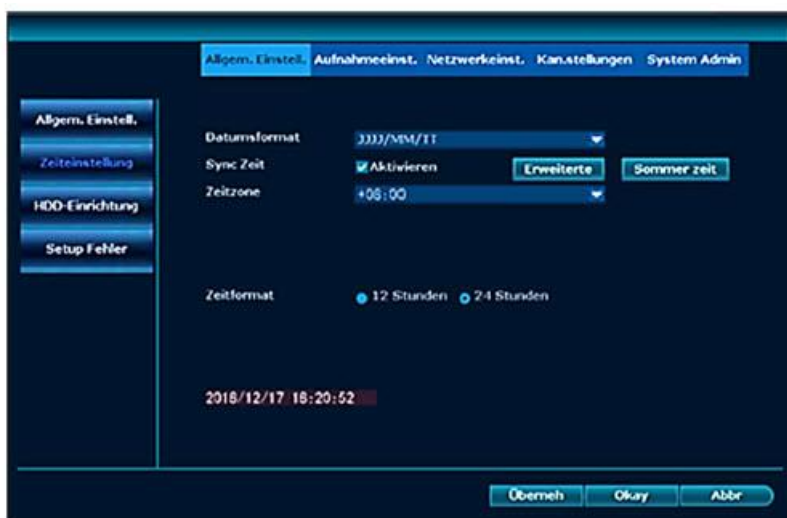 Allgem. Einstell. Aufnahmeeinst. Netzwerkeinst. Kan.stellungen System Admin
Allgem. Einstell.
Zeiteinstellung
HDD-Einrichtung
Setup Fehler
Datumsformat JJJJ/MM/TT
Sync Zeit Aktivieren Erweiterte Sommer zeit
Zeitzone +08:00
Zeitformat 12 Stunden 24 Stunden
2018/12/17 18:20:52
Überneh Okay Abbr